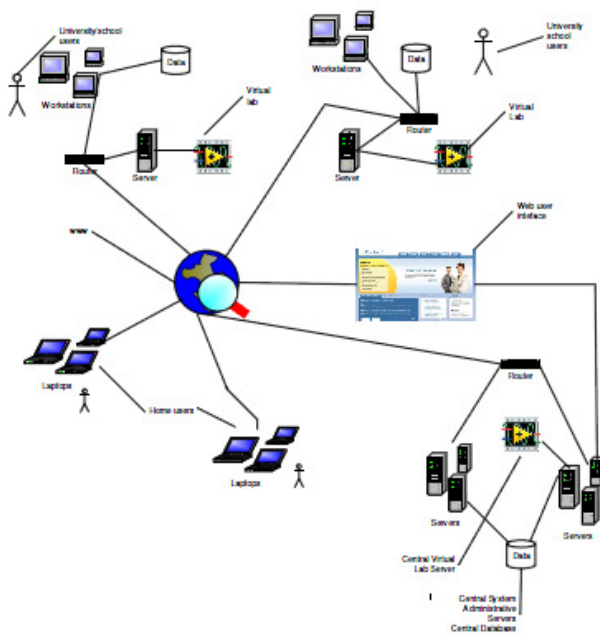 University/school
users
Workstations
Data
Virtual
lab
Router
Server
Workstations
Data
University
school
users
Virtual
Lab
Router
Server
www
Web user
inteface
Laptops
Home users
Laptops
Router
Servers
Servers
Data
Central Virtual
Lab Server
Central System
Administrative
Servers
Central Database